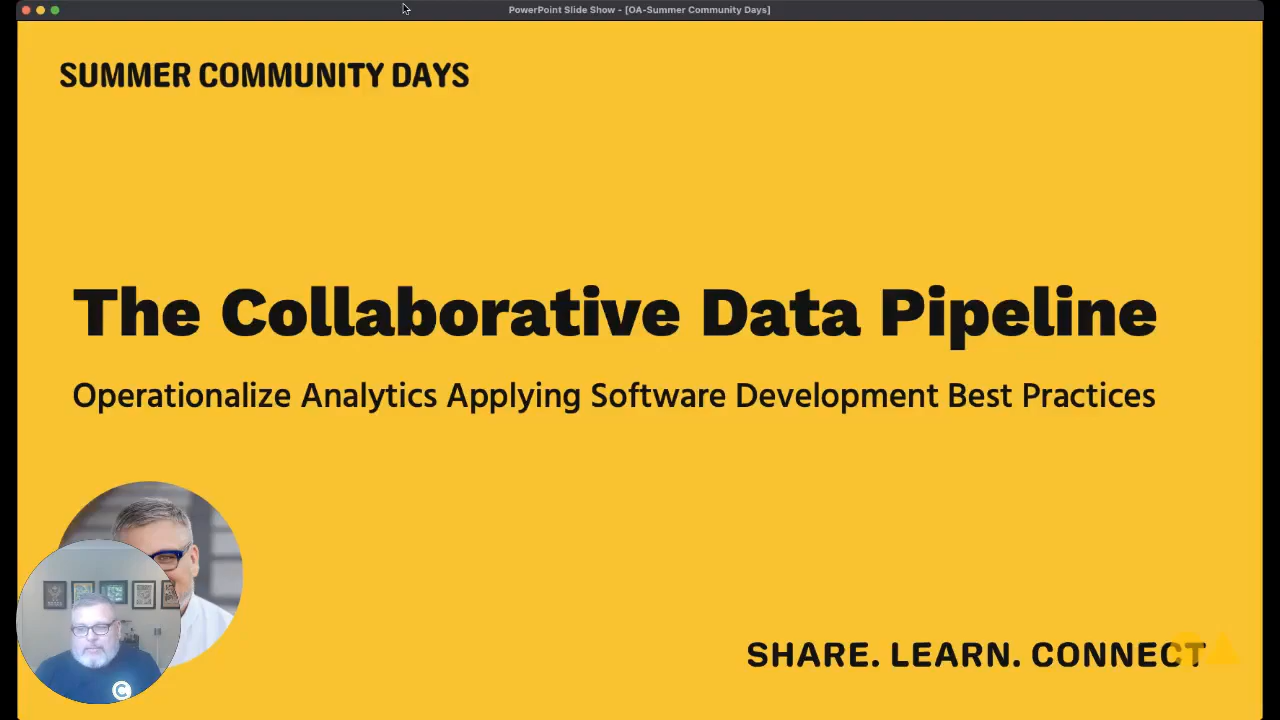 PowerPoint Slide Show - [OA-Summer Community Days]
SUMMER COMMUNITY DAYS
The Collaborative Data Pipeline
Operationalize Analytics Applying Software Development Best Practices
C
SHARE. LEARN. CONNECT